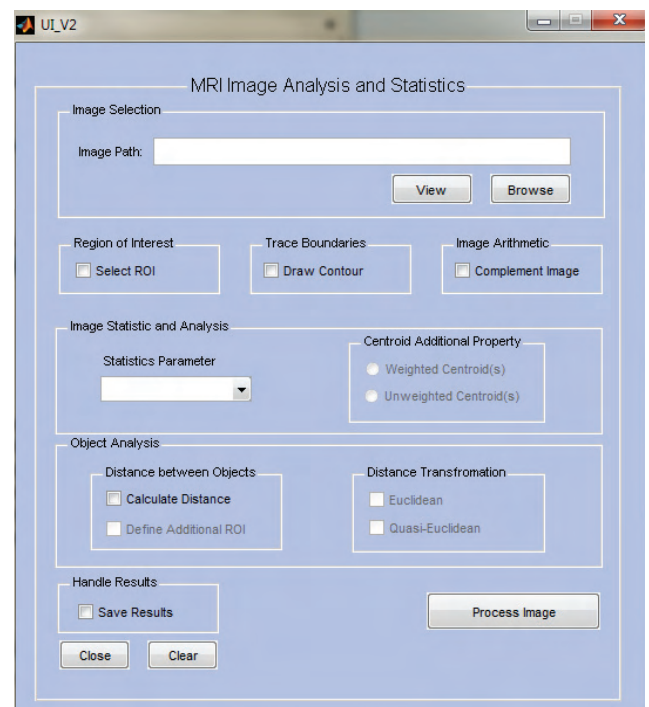 UI_V2
MRI Image Analysis and Statistics
Image Selection
Image Path:
View Browse
Region of Interest
Select ROI
Trace Boundaries
Draw Contour
Image Arithmetic
Complement Image
Image Statistic and Analysis
Statistics Parameter
Centroid Additional Property
Weighted Centroid(s)
Unweighted Centroid(s)
Object Analysis
Distance between Objects
Calculate Distance
Define Additional ROI
Distance Transfromation
Euclidean
Quasi-Euclidean
Handle Results
Save Results
Process Image
Close Clear